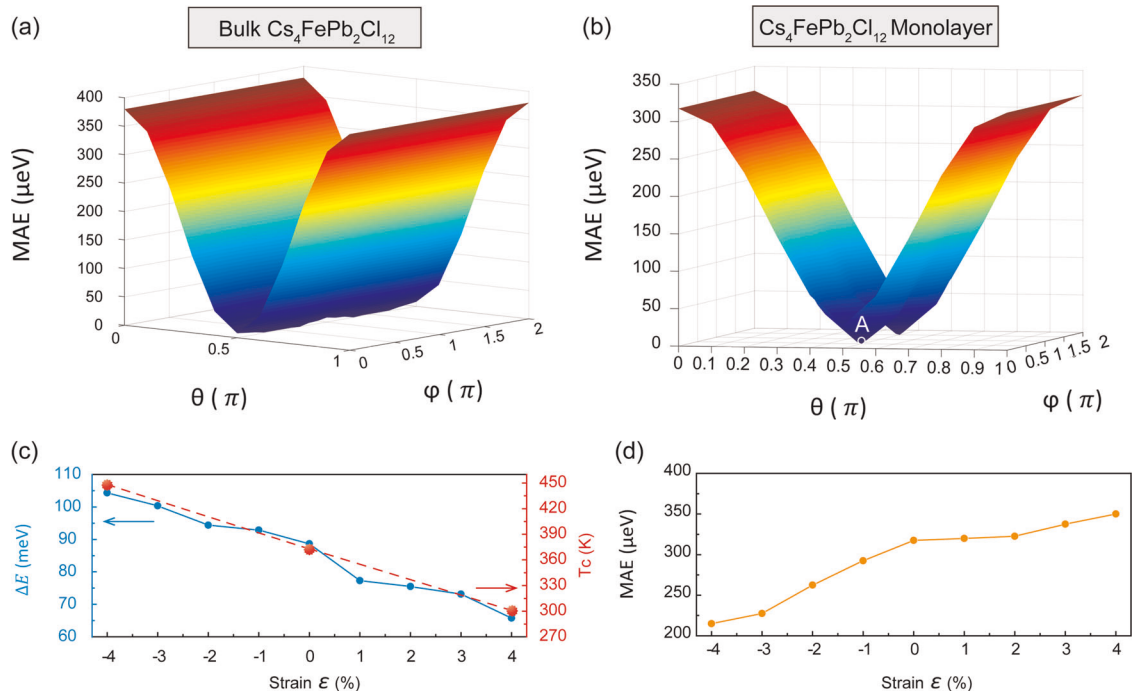 (a)
Bulk Cs₄FePb₂Cl₁₂
MAE (μeV)
400
350
300
250
200
150
100
50
0
0
0.5
1
θ ( π )
0
0.5
1
1.5
2
φ ( π )
(b)
Cs₄FePb₂Cl₁₂ Monolayer
MAE (μeV)
350
300
250
200
150
100
50
0
A
0 0.1 0.2 0.3 0.4 0.5 0.6 0.7 0.8 0.9 1
θ ( π )
0 0.5 1 1.5 2
φ ( π )
(c)
ΔE (meV)
110
100
90
80
70
60
450
420
390
360
330
300
270
Tc (K)
-4 -3 -2 -1 0 1 2 3 4
Strain ε (%)
(d)
MAE (μeV)
400
350
300
250
200
-4 -3 -2 -1 0 1 2 3 4
Strain ε (%)